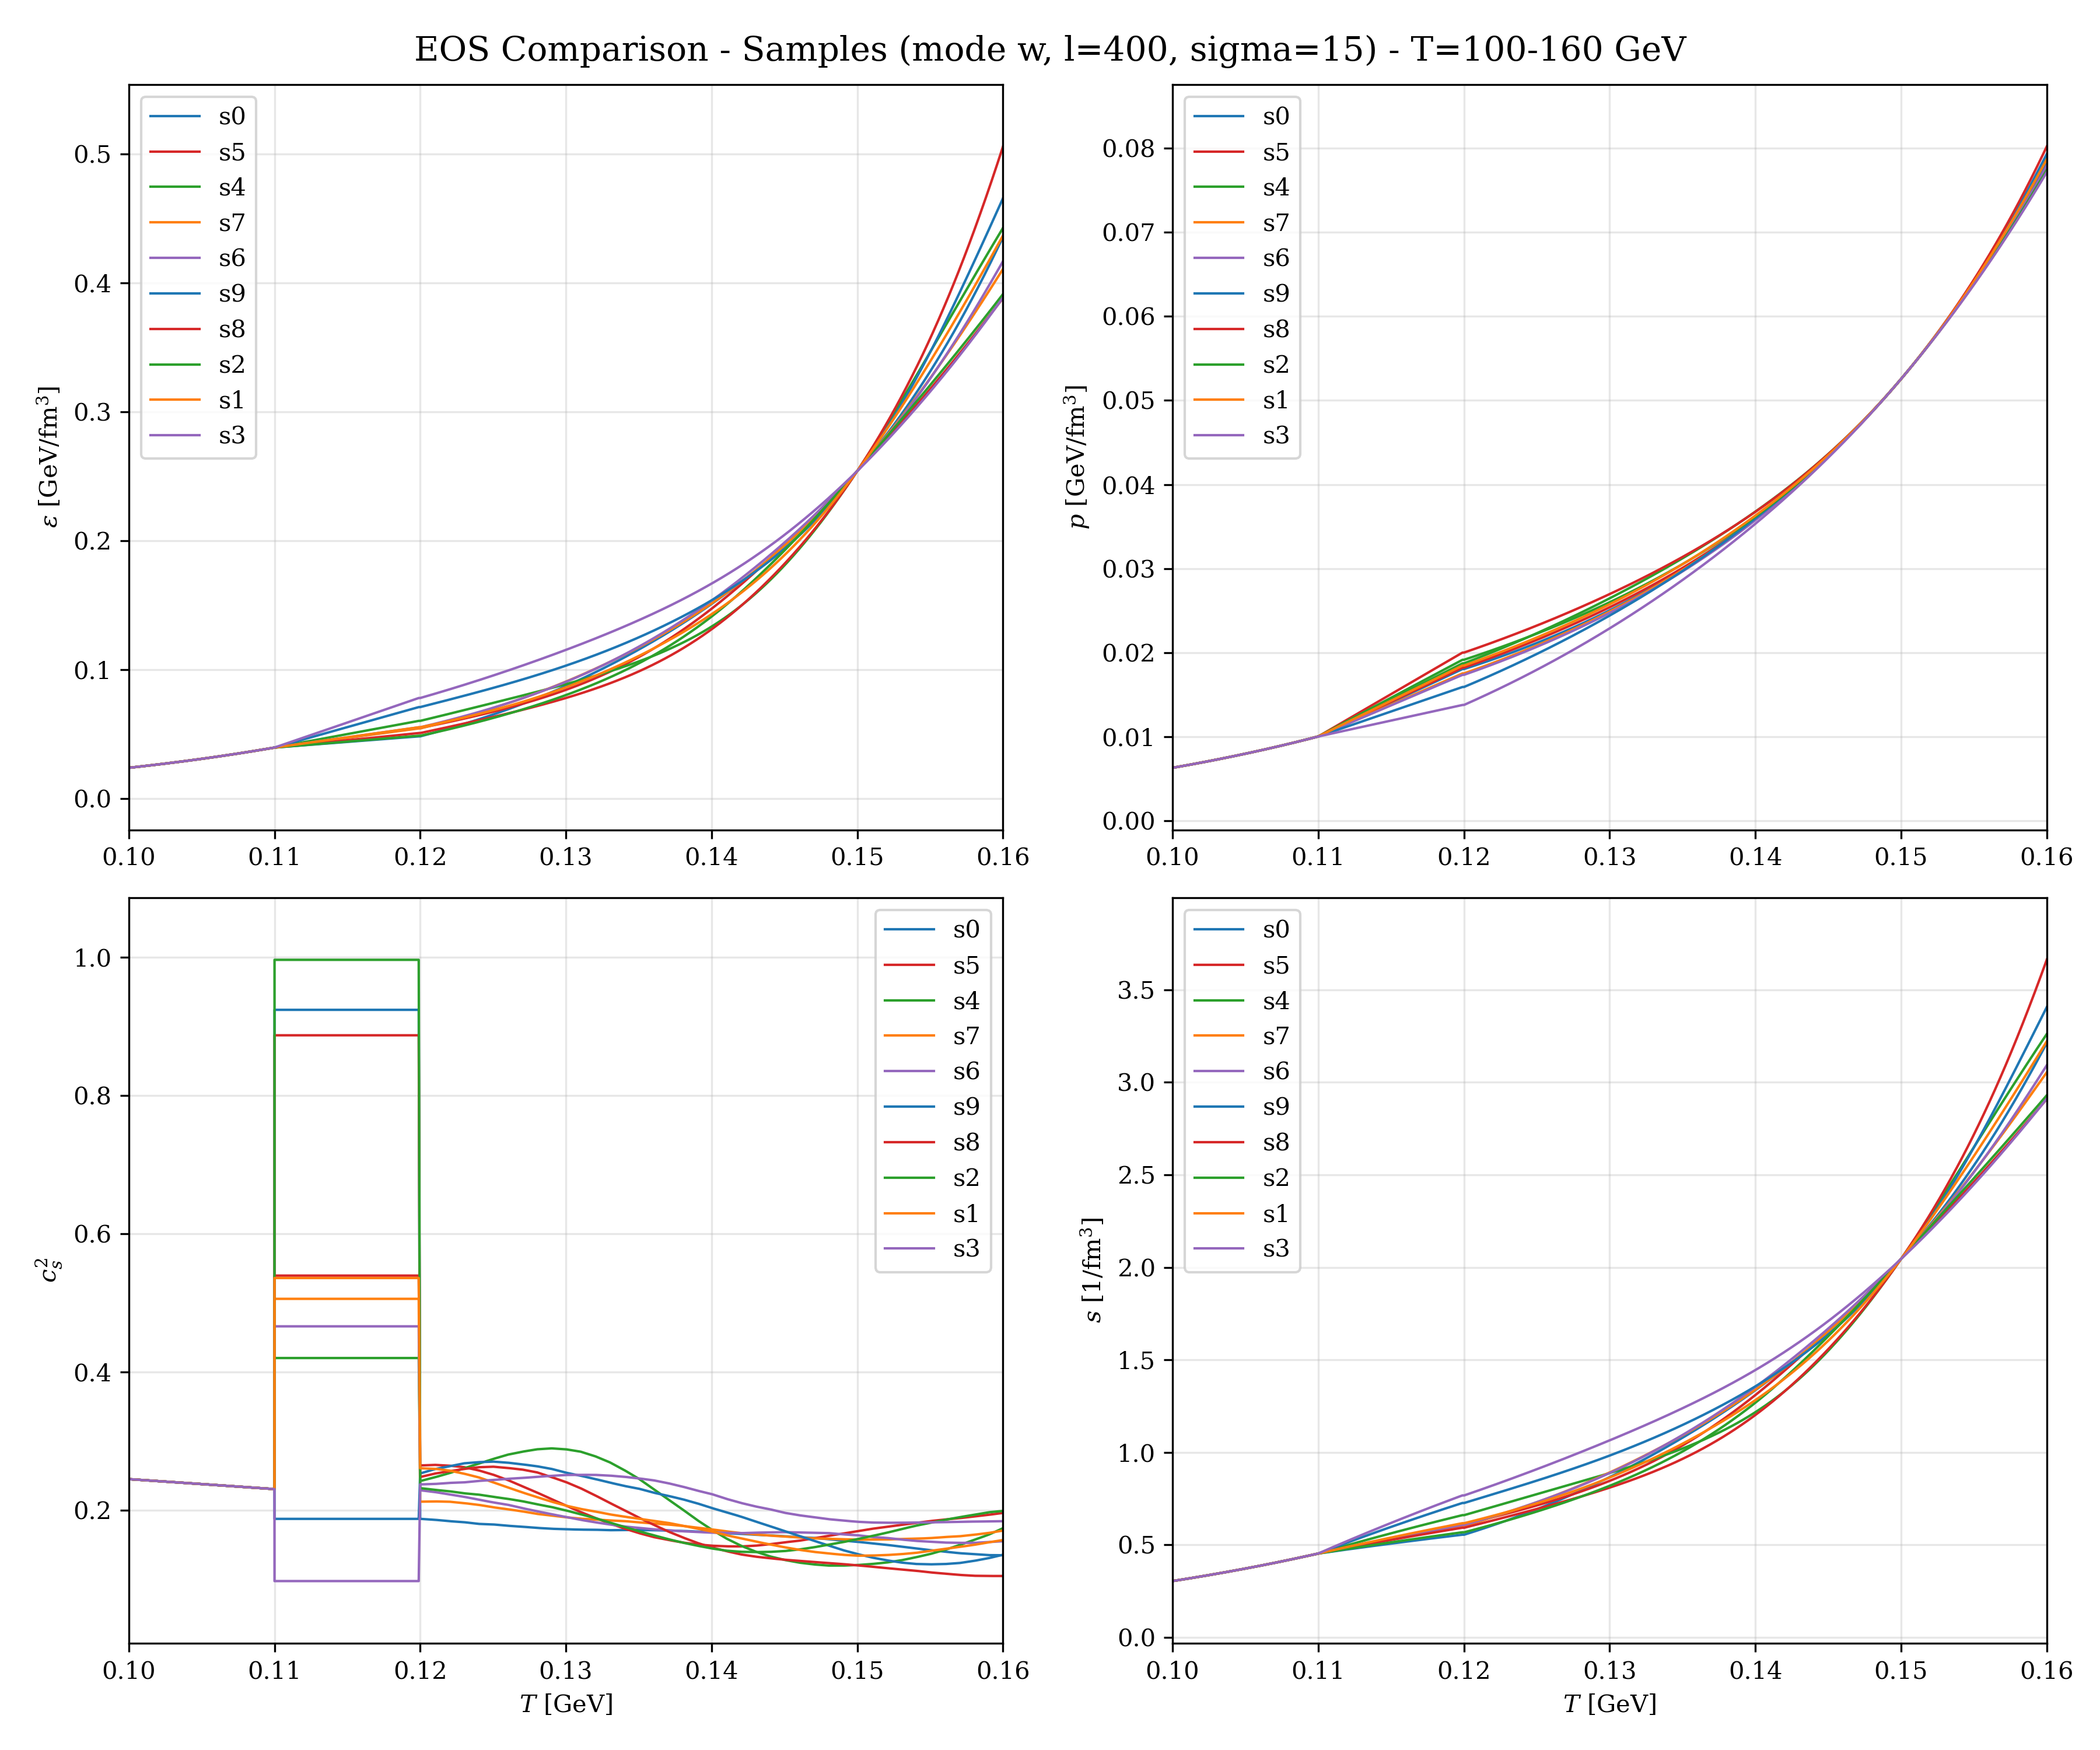 EOS Comparison - Samples (mode w, l=400, sigma=15) - T=100-160 GeV
ε [GeV/fm³]
0.5
0.4
0.3
0.2
0.1
0.0
s0
s5
s4
s7
s6
s9
s8
s2
s1
s3
0.10 0.11 0.12 0.13 0.14 0.15 0.16
p [GeV/fm³]
0.08
0.07
0.06
0.05
0.04
0.03
0.02
0.01
0.00
s0
s5
s4
s7
s6
s9
s8
s2
s1
s3
0.10 0.11 0.12 0.13 0.14 0.15 0.16
c_s^2
1.0
0.8
0.6
0.4
0.2
s0
s5
s4
s7
s6
s9
s8
s2
s1
s3
0.10 0.11 0.12 0.13 0.14 0.15 0.16
T [GeV]
s [1/fm³]
3.5
3.0
2.5
2.0
1.5
1.0
0.5
0.0
s0
s5
s4
s7
s6
s9
s8
s2
s1
s3
0.10 0.11 0.12 0.13 0.14 0.15 0.16
T [GeV]